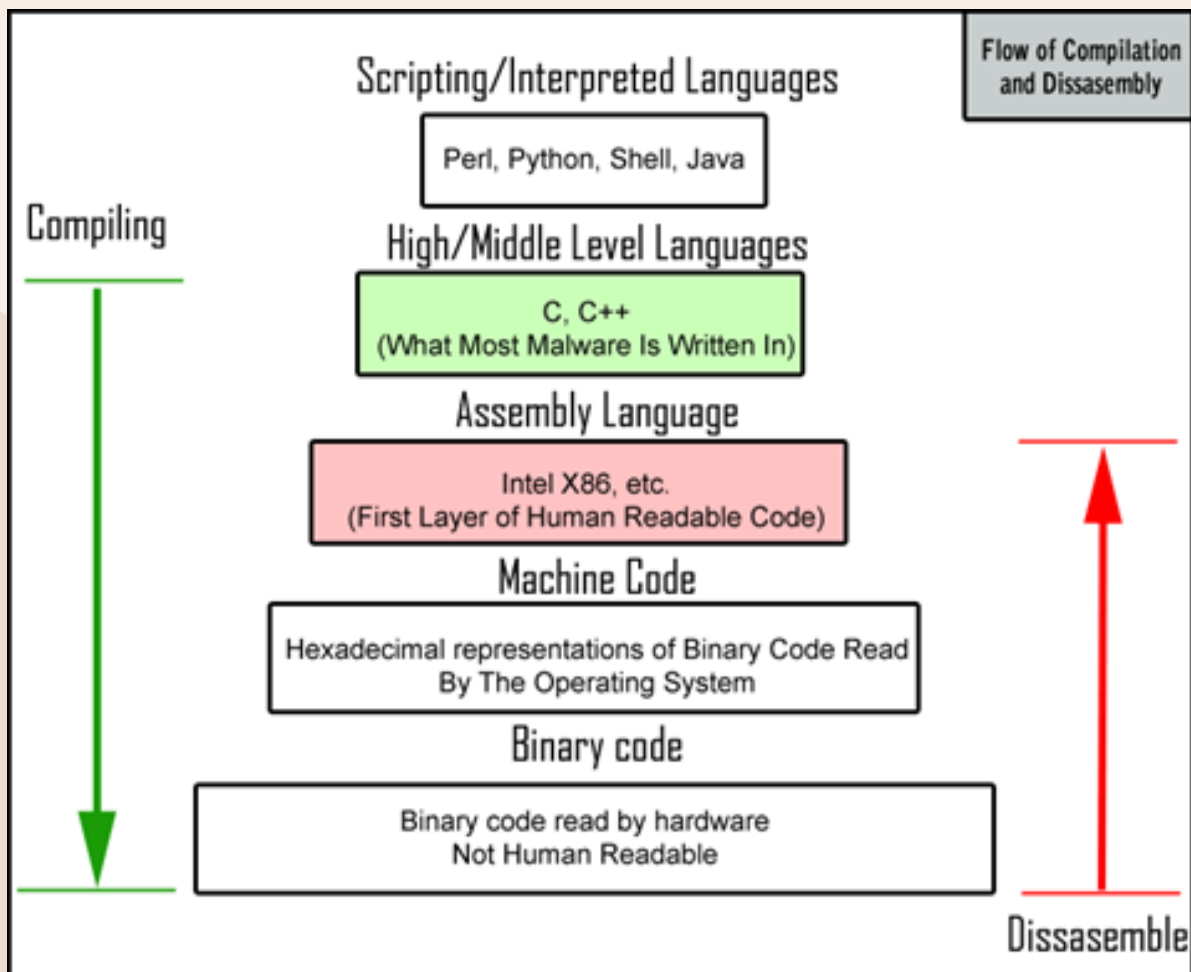 Flow of Compilation
and Dissasembly
Scripting/Interpreted Languages
Perl, Python, Shell, Java
Compiling
High/Middle Level Languages
C, C++
(What Most Malware Is Written In)
Assembly Language
Intel X86, etc.
(First Layer of Human Readable Code)
Machine Code
Hexadecimal representations of Binary Code Read
By The Operating System
Binary code
Binary code read by hardware
Not Human Readable
Dissasemble